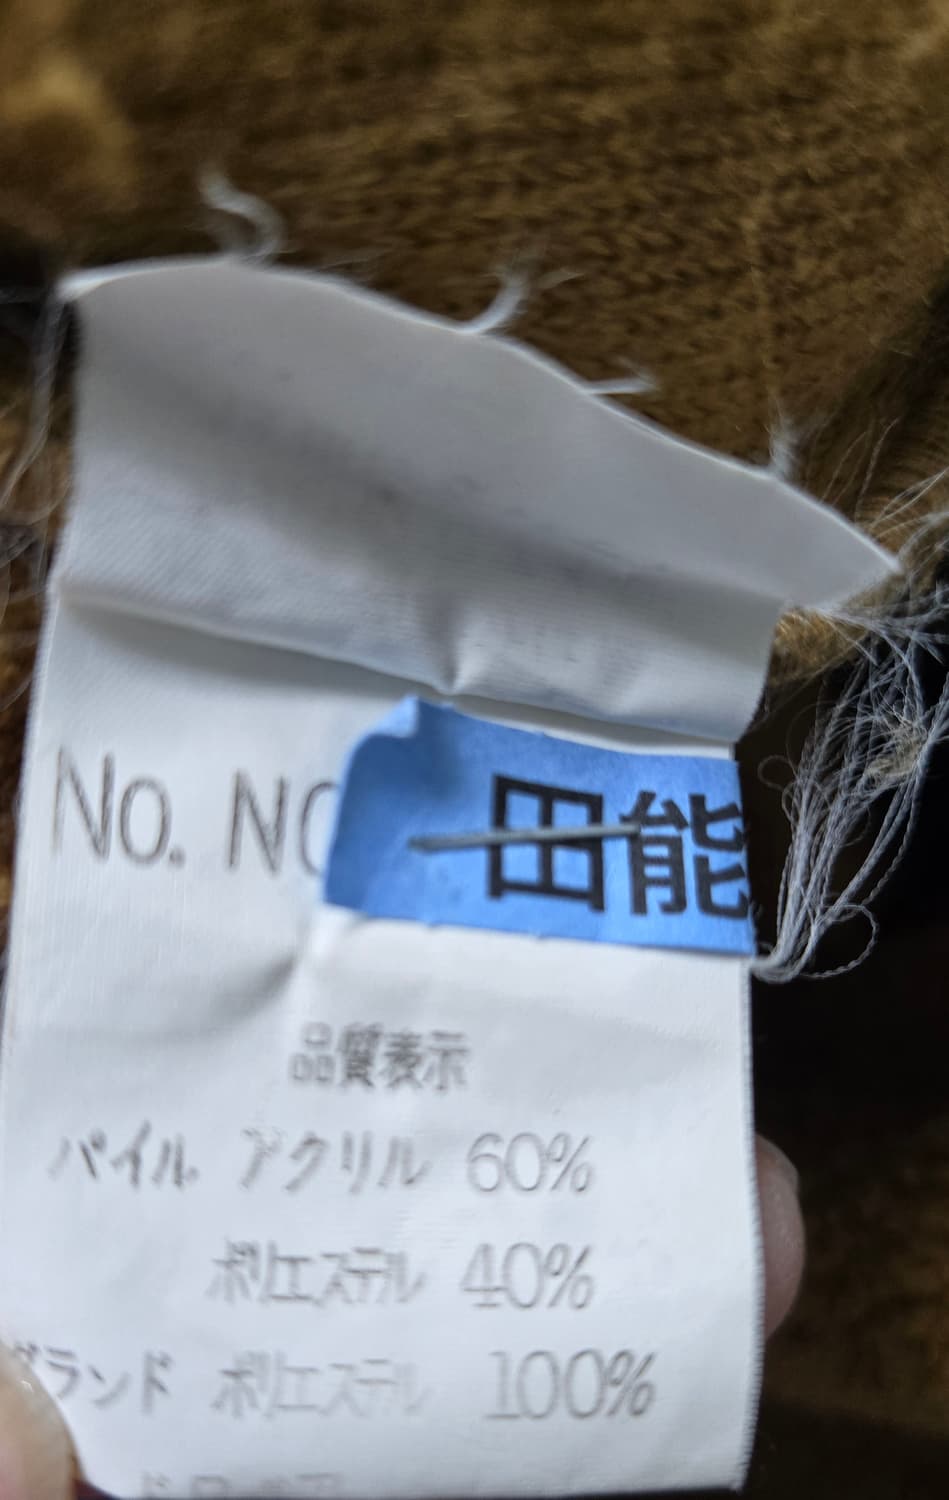 No. NO
田能
品質表示
パイル アクリル 60%
ポリエステル 40%
グランド ポリエステル 100%